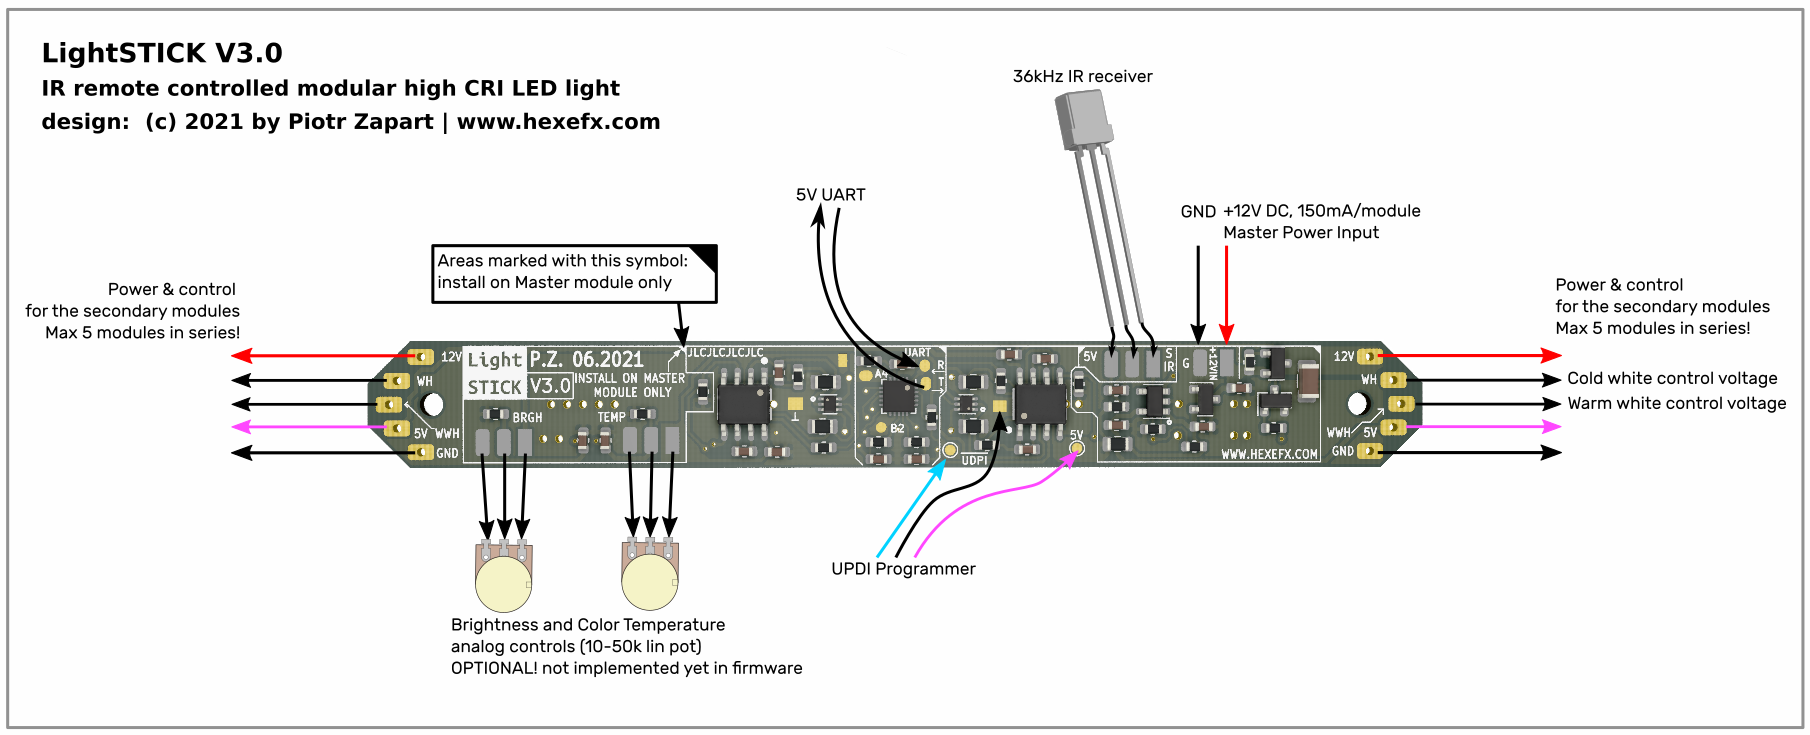 LightSTICK V3.0
IR remote controlled modular high CRI LED light
design: (c) 2021 by Piotr Zapart | www.hexefx.com
36kHz IR receiver
5V UART
GND
+12V DC, 150mA/module
Master Power Input
Areas marked with this symbol:
install on Master module only
Power & control
for the secondary modules
Max 5 modules in series!
Power & control
for the secondary modules
Max 5 modules in series!
12V
WH
5V
WWH
GND
Light
STICK
P.Z. 06.2021
V3.0
INSTALL ON MASTER
MODULE ONLY
BRGH
TEMP
JLCJLCJLCJLC
UART
R
T
A4
B2
UDPI
5V
5V
S
IR
G
+12VIN
WWW.HEXEFX.COM
12V
WH
WWH
5V
GND
Cold white control voltage
Warm white control voltage
UPDI Programmer
Brightness and Color Temperature
analog controls (10-50k lin pot)
OPTIONAL! not implemented yet in firmware